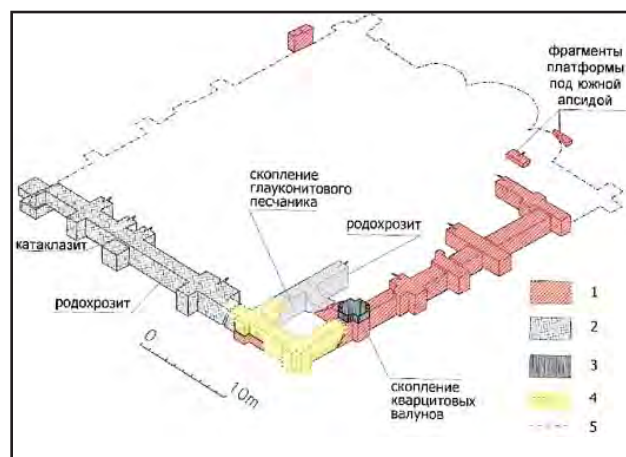 фрагменты
платформы
под южной
апсидой
скопление
глауконитового
песчаника
родохрозит
катаклазит
родохрозит
0
10m
скопление
кварцитовых
валунов
1
2
3
4
5